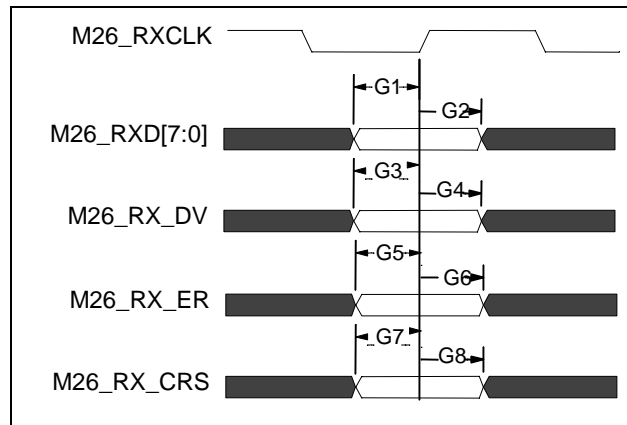 M26_RXCLK
G1
G2
M26_RXD[7:0]
G3
G4
M26_RX_DV
G5
G6
M26_RX_ER
G7
G8
M26_RX_CRS